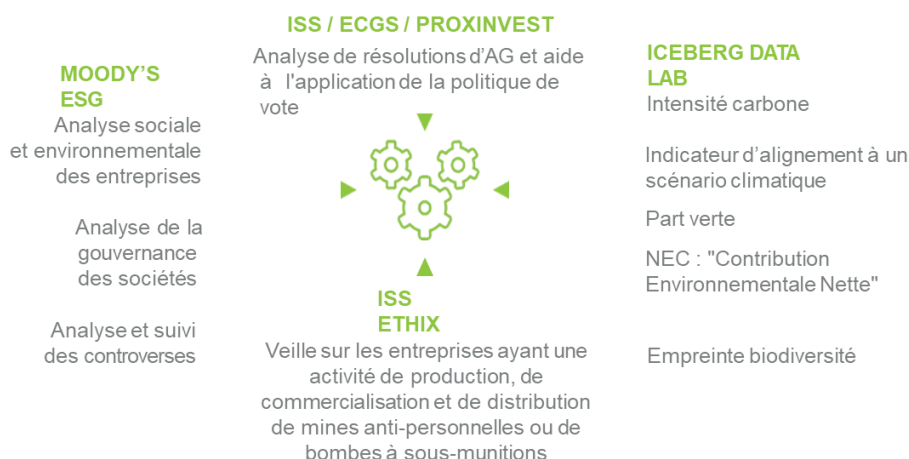 MOODY'S
ESG
Analyse sociale
et environnementale
des entreprises
Analyse de la
gouvernance
des sociétés
Analyse et suivi
des controverses
ISS / ECGS / PROXINVEST
Analyse de résolutions d'AG et aide
à l'application de la politique de
vote
ISS
ETHIX
Veille sur les entreprises ayant une
activité de production, de
commercialisation et de distribution
de mines anti-personnelles ou de
bombes à sous-munitions
ICEBERG DATA
LAB
Intensité carbone
Indicateur d'alignement à un
scénario climatique
Part verte
NEC : "Contribution
Environnementale Nette"
Empreinte biodiversité